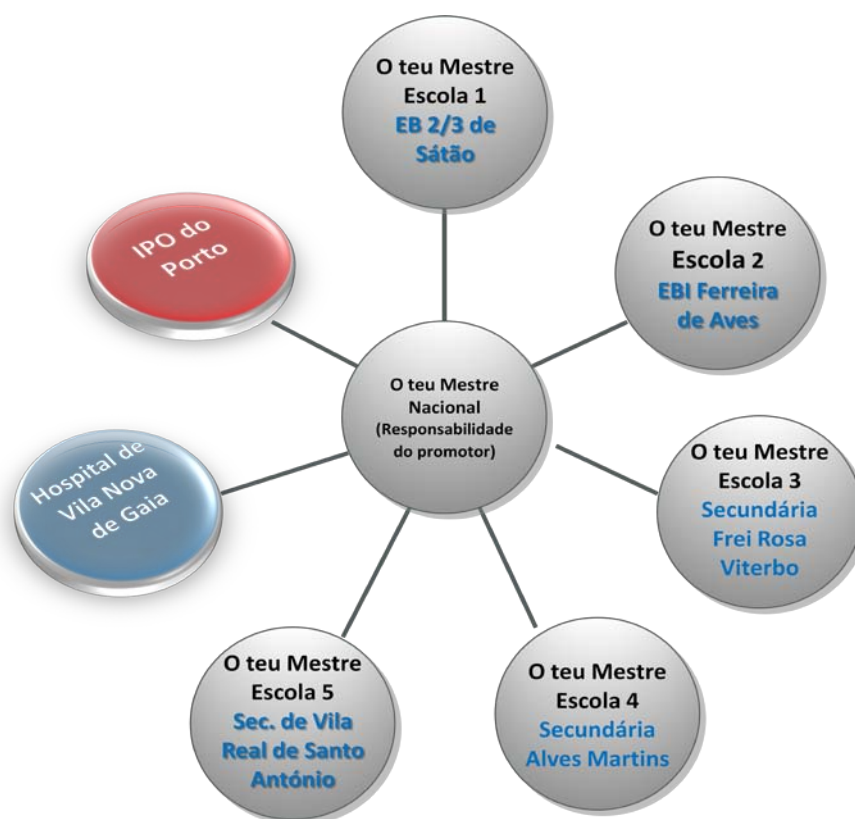 O teu Mestre
Escola 1
EB 2/3 de
Sátão
IPO do
Porto
O teu Mestre
Escola 2
EBI Ferreira
de Aves
O teu Mestre
Nacional
(Responsabilidade
do promotor)
Hospital de
Vila Nova
de Gaia
O teu Mestre
Escola 3
Secundária
Frei Rosa
Viterbo
O teu Mestre
Escola 5
Sec. de Vila
Real de Santo
António
O teu Mestre
Escola 4
Secundária
Alves Martins